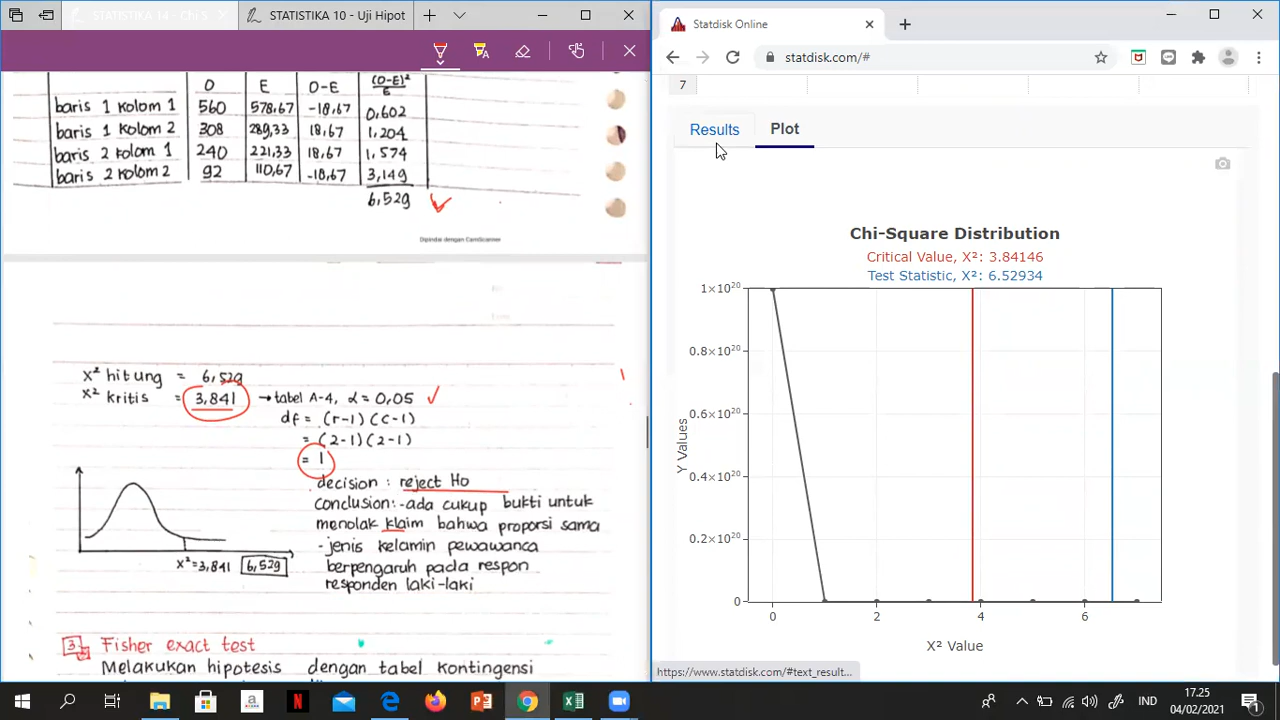 STATISTIKA 14 - Chi's
STATISTIKA 10 - Uji Hipot
O E O-E (O-E)²/E
baris 1 kolom 1 560 578,67 -18,67 0,602
baris 1 kolom 2 308 289,33 18,67 1,204
baris 2 kolom 1 240 221,33 18,67 1,574
baris 2 kolom 2 92 110,67 -18,67 3,149
6,529
Dipindai dengan CamScanner
X² hitung = 6,529
X² kritis = 3,841 → tabel A-4, α = 0,05
df = (r-1)(c-1)
= (2-1)(2-1)
= 1
decision : reject Ho
conclusion: -ada cukup bukti untuk
menolak klaim bahwa proporsi sama
-jenis kelamin pewawanca
berpengaruh pada respon
responden laki-laki
X²=3,841 6,529
3. Fisher exact test
Melakukan hipotesis dengan tabel kontingensi
Statdisk Online
statdisk.com/#
7
Results Plot
Chi-Square Distribution
Critical Value, X²: 3.84146
Test Statistic, X²: 6.52934
1×10²⁰
0.8×10²⁰
0.6×10²⁰
0.4×10²⁰
0.2×10²⁰
0
Y Values
0 2 4 6
X² Value
https://www.statdisk.com/#text_result...
IND
17.25
04/02/2021